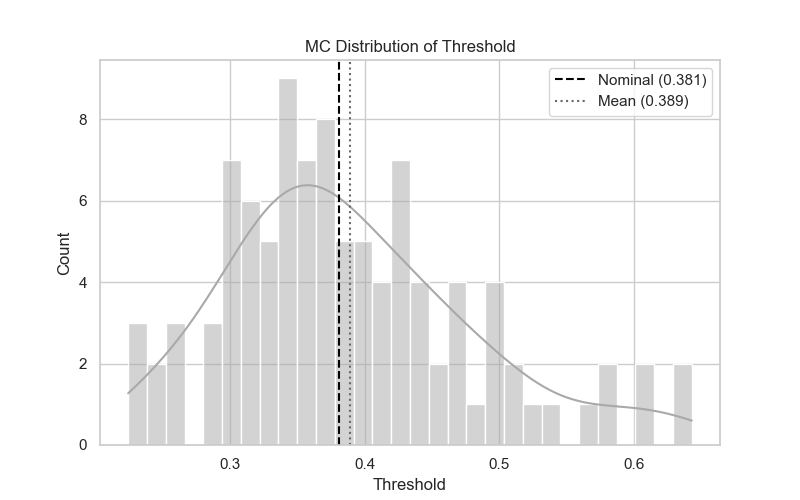 MC Distribution of Threshold
Nominal (0.381)
Mean (0.389)
8
6
4
2
0
Count
0.3
0.4
0.5
0.6
Threshold